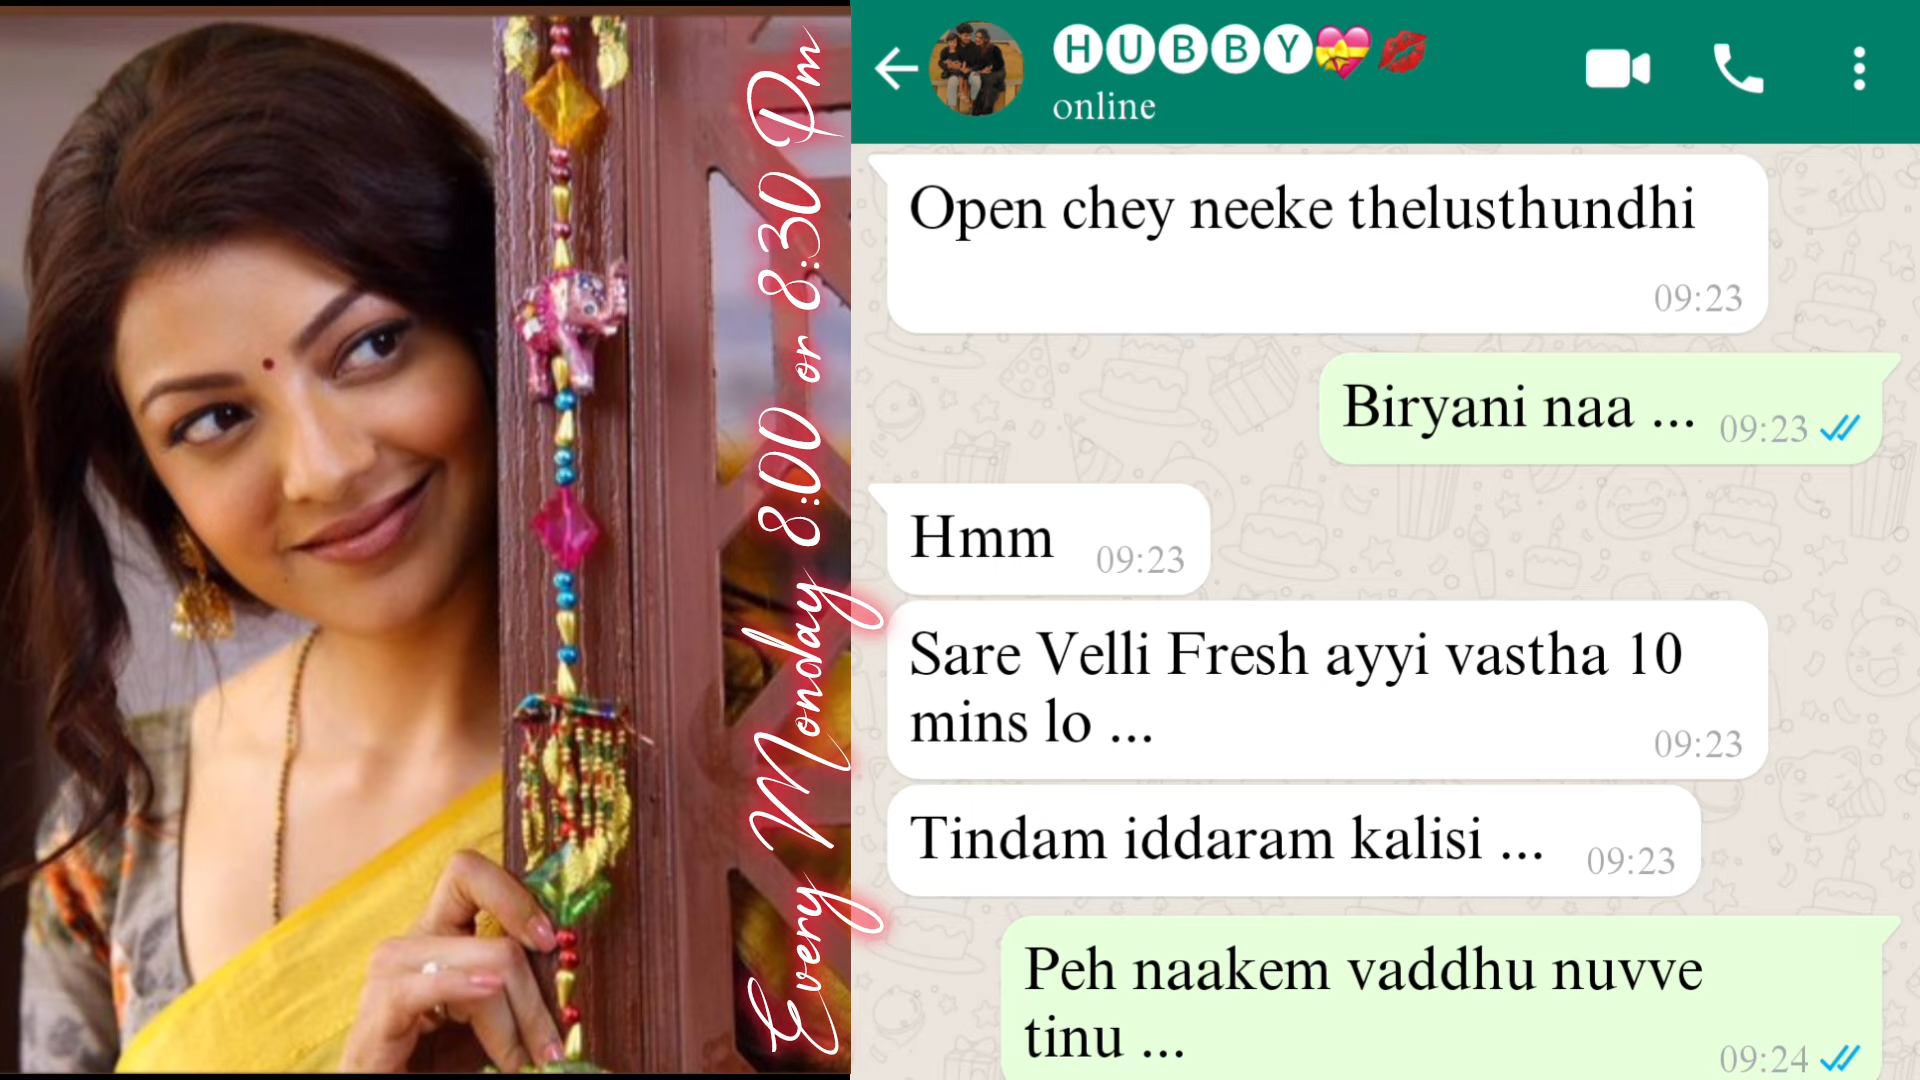 Every Monday 8:00 or 8:30 Pm
🅗🅤🅑🅑🅨💝💋
online
Open chey neeke thelusthundhi
09:23
Biryani naa ... 09:23
Hmm 09:23
Sare Velli Fresh ayyi vastha 10
mins lo ...
09:23
Tindam iddaram kalisi ... 09:23
Peh naakem vaddhu nuvve
tinu ...
09:24